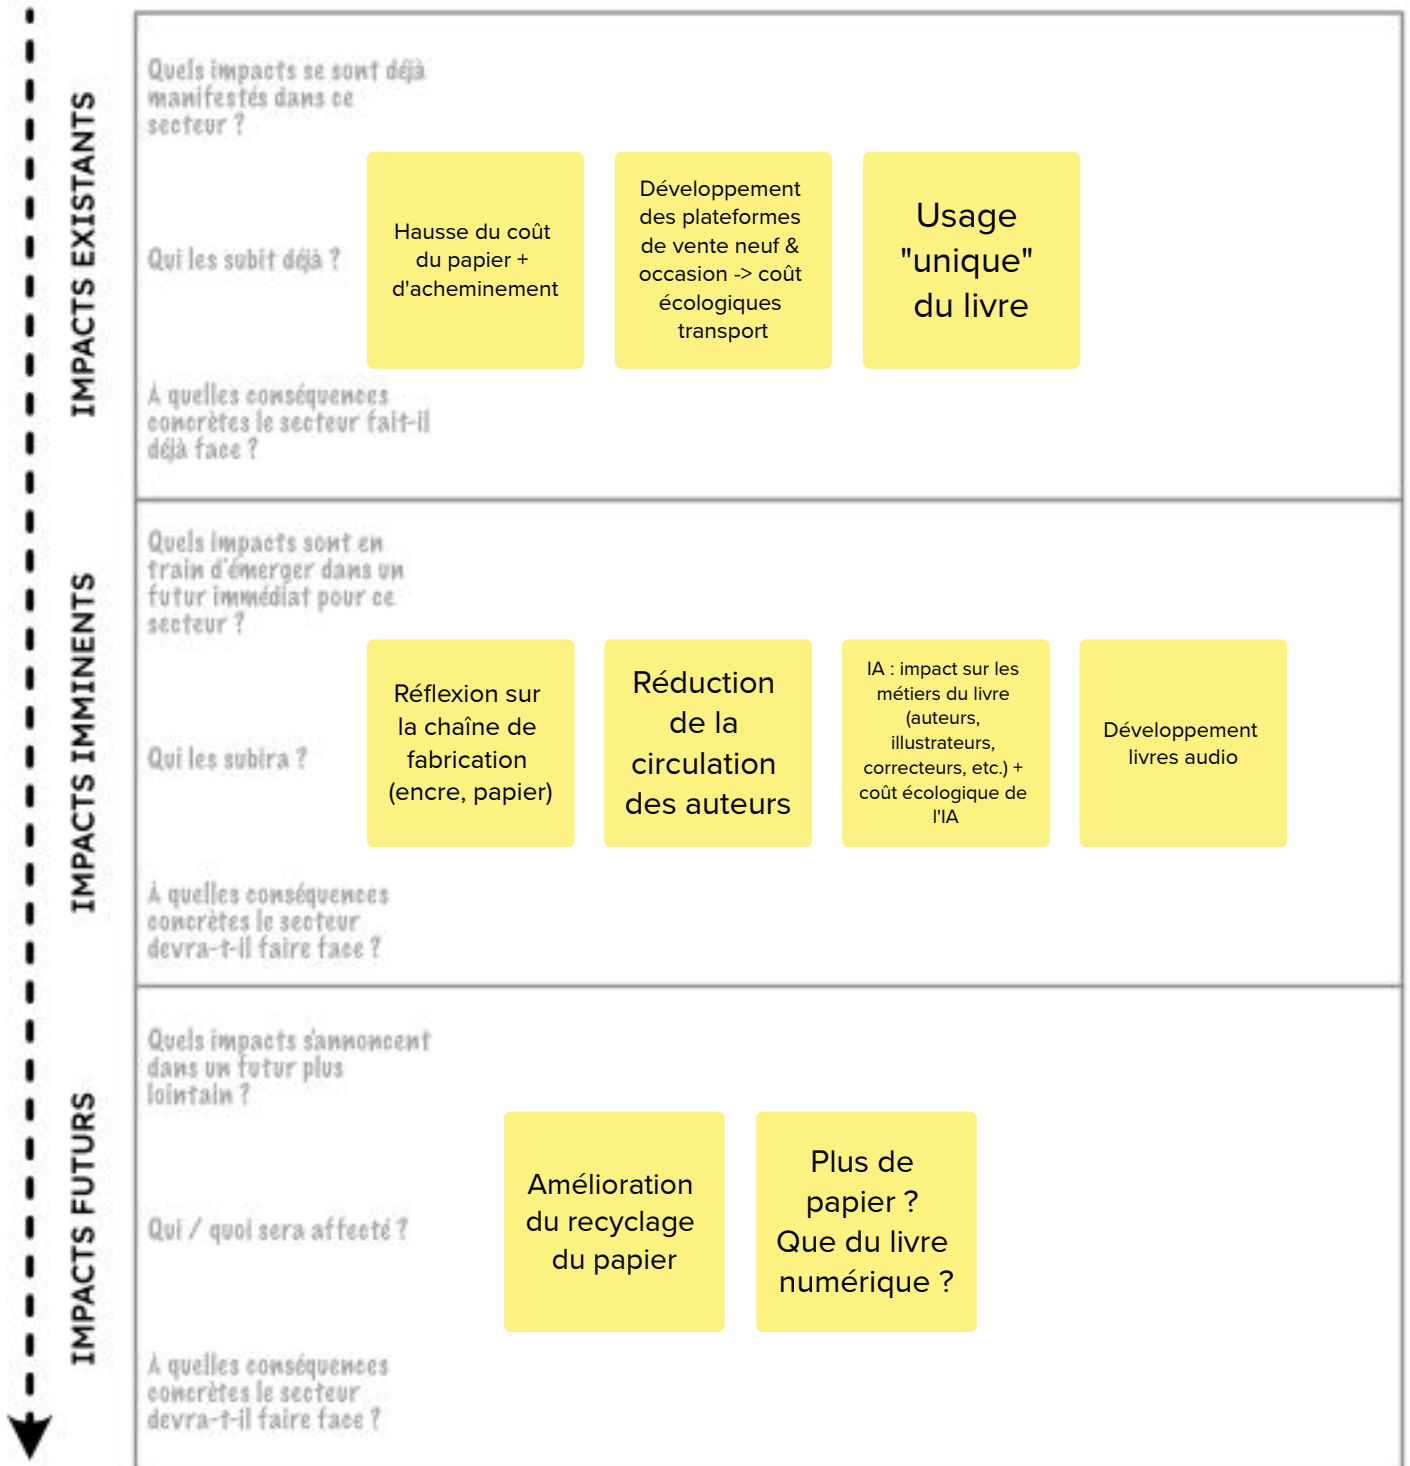 IMPACTS EXISTANTS
Quels impacts se sont déjà
manifestés dans ce
secteur ?
Qui les subit déjà ?
À quelles conséquences
concrètes le secteur fait-il
déjà face ?
Hausse du coût
du papier +
d'acheminement
Développement
des plateformes
de vente neuf &
occasion -> coût
écologiques
transport
Usage
"unique"
du livre
IMPACTS IMMINENTS
Quels impacts sont en
train d'émerger dans un
futur immédiat pour ce
secteur ?
Qui les subira ?
À quelles conséquences
concrètes le secteur
devra-t-il faire face ?
Réflexion sur
la chaîne de
fabrication
(encre, papier)
Réduction
de la
circulation
des auteurs
IA : impact sur les
métiers du livre
(auteurs,
illustrateurs,
correcteurs, etc.) +
coût écologique de
l'IA
Développement
livres audio
IMPACTS FUTURS
Quels impacts s'annoncent
dans un futur plus
lointain ?
Qui / quoi sera affecté ?
À quelles conséquences
concrètes le secteur
devra-t-il faire face ?
Amélioration
du recyclage
du papier
Plus de
papier ?
Que du livre
numérique ?